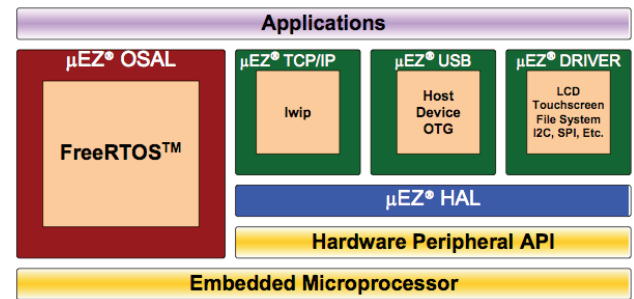 Applications
µEZ® OSAL
FreeRTOS™
µEZ® TCP/IP
lwip
µEZ® USB
Host
Device
OTG
µEZ® DRIVER
LCD
Touchscreen
File System
I2C, SPI, Etc.
µEZ® HAL
Hardware Peripheral API
Embedded Microprocessor